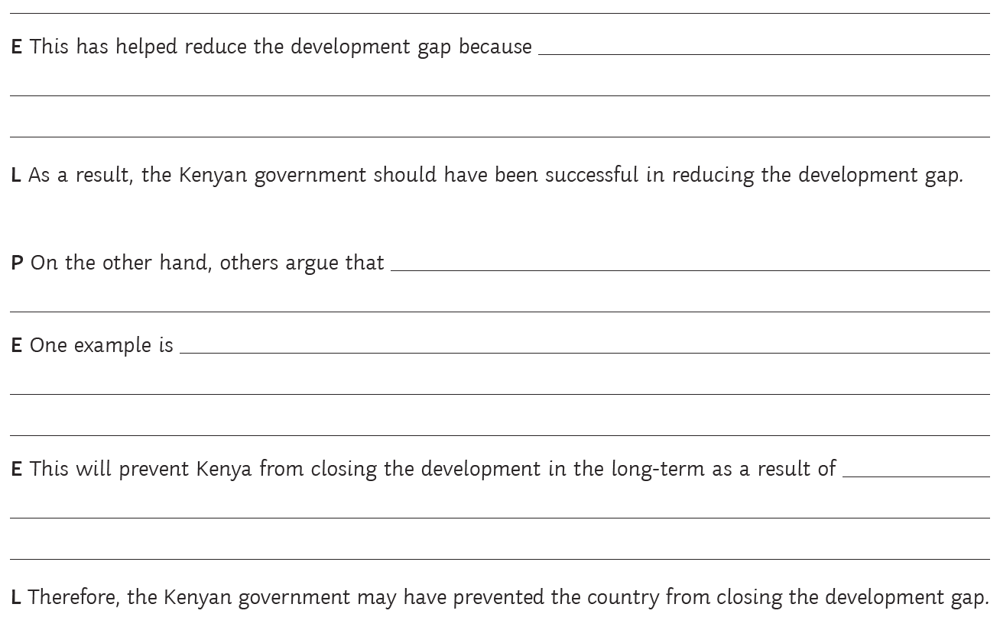 E This has helped reduce the development gap because
L As a result, the Kenyan government should have been successful in reducing the development gap.
P On the other hand, others argue that
E One example is
E This will prevent Kenya from closing the development in the long-term as a result of
L Therefore, the Kenyan government may have prevented the country from closing the development gap.